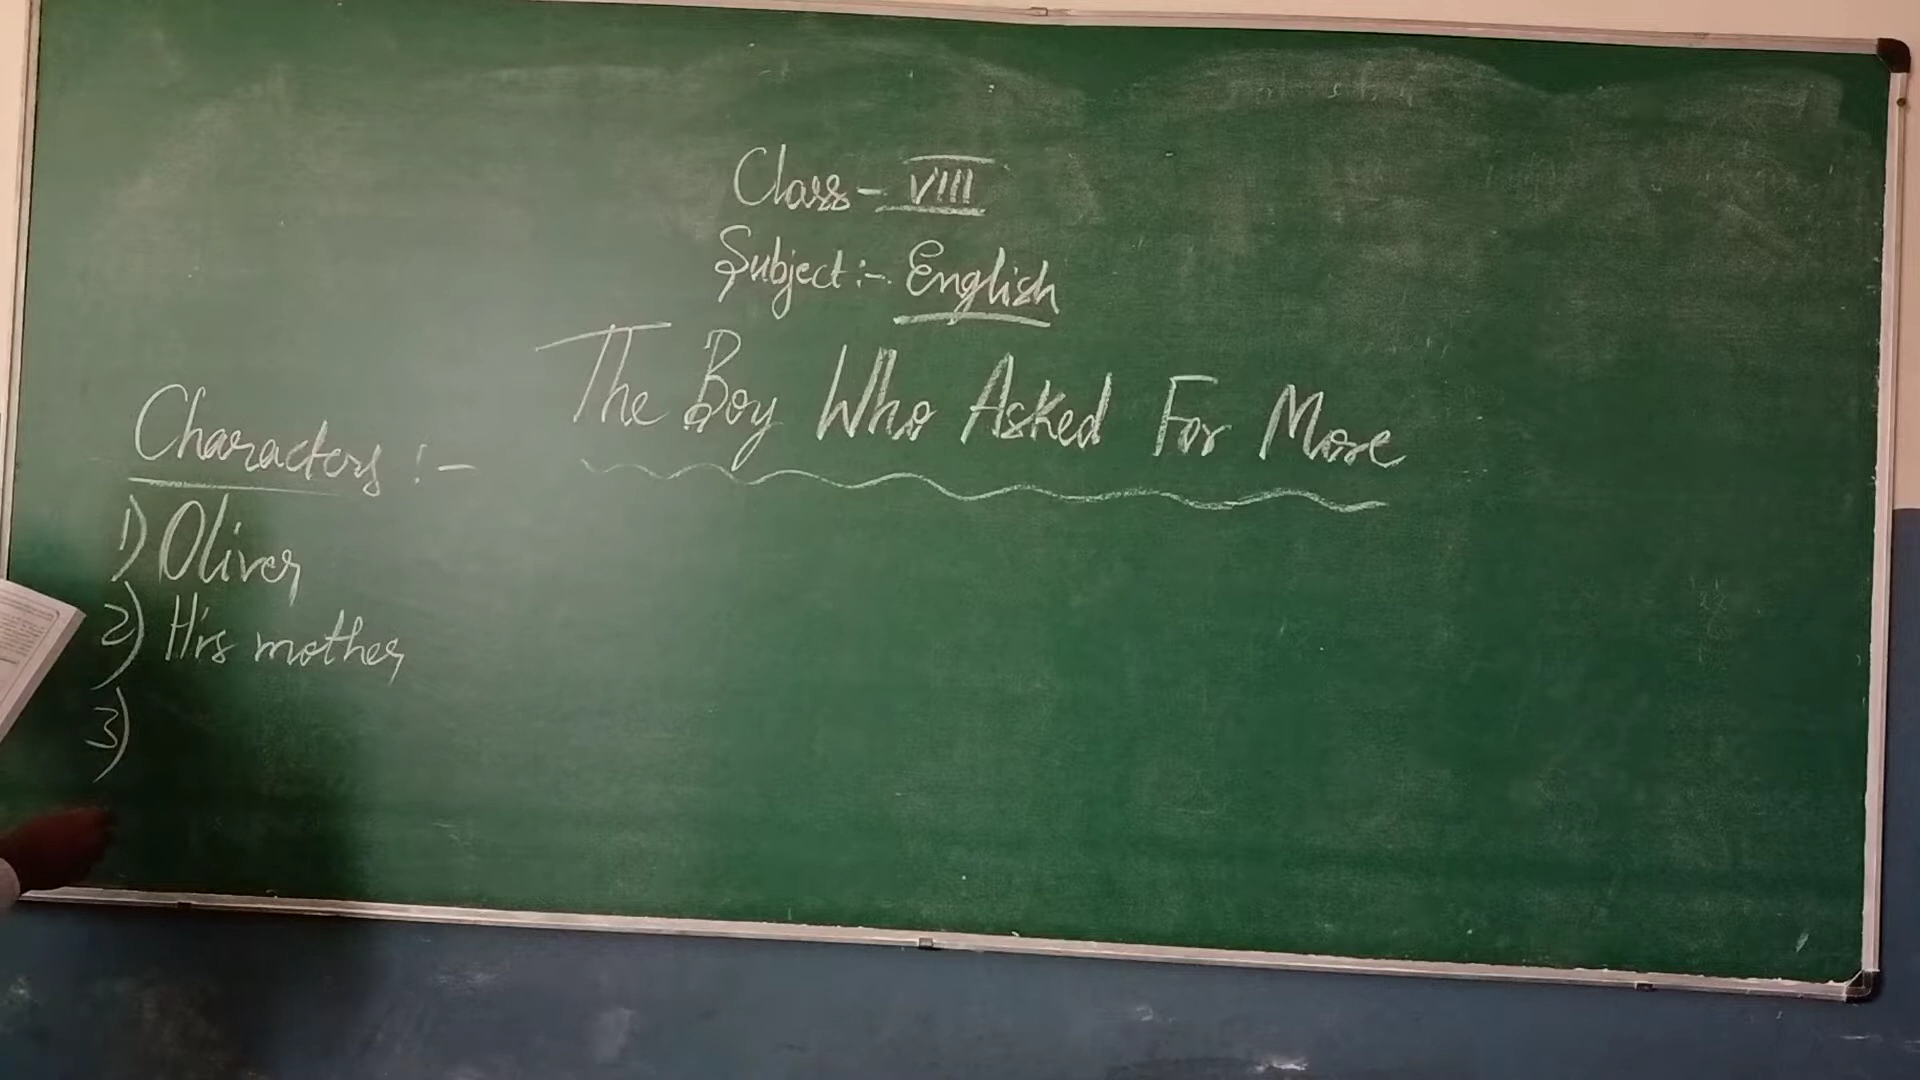 Class - VIII
Subject :- English
The Boy Who Asked For More
Characters :-
1) Oliver
2) His mother
3)